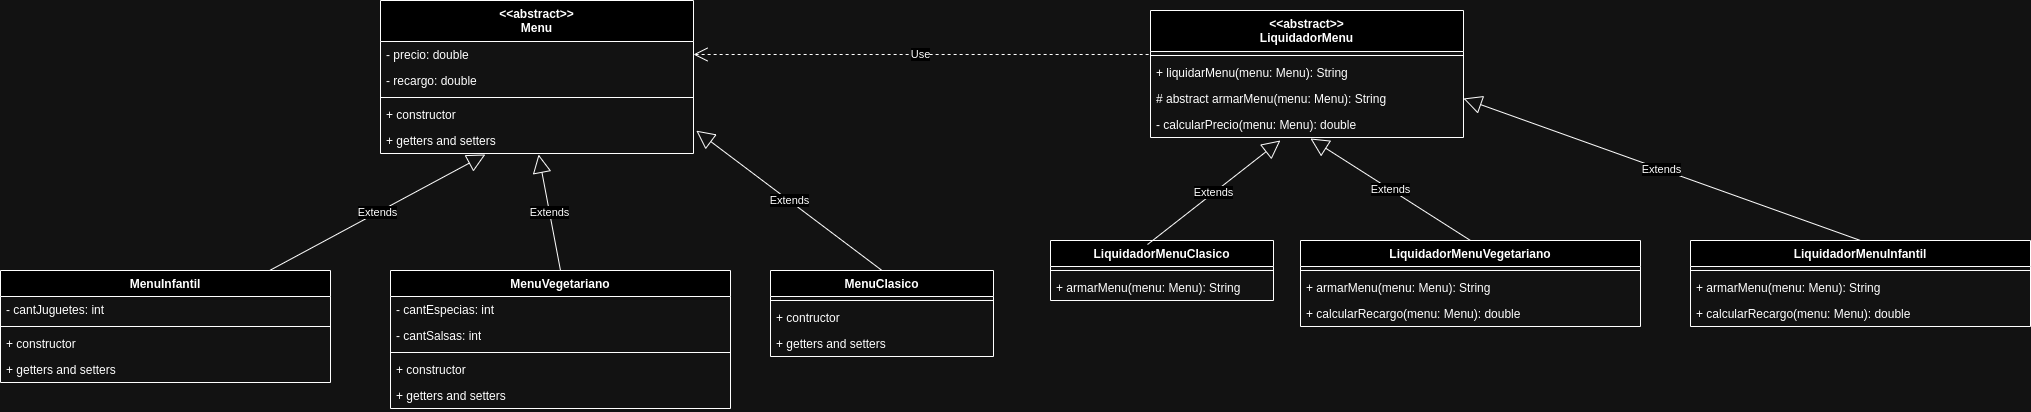 <<abstract>>
Menu
- precio: double
- recargo: double
+ constructor
+ getters and setters
Use
<<abstract>>
LiquidadorMenu
+ liquidarMenu(menu: Menu): String
# abstract armarMenu(menu: Menu): String
- calcularPrecio(menu: Menu): double
Extends
Extends
Extends
Extends
Extends
Extends
MenuInfantil
- cantJuguetes: int
+ constructor
+ getters and setters
MenuVegetariano
- cantEspecias: int
- cantSalsas: int
+ constructor
+ getters and setters
MenuClasico
+ contructor
+ getters and setters
LiquidadorMenuClasico
+ armarMenu(menu: Menu): String
LiquidadorMenuVegetariano
+ armarMenu(menu: Menu): String
+ calcularRecargo(menu: Menu): double
LiquidadorMenuInfantil
+ armarMenu(menu: Menu): String
+ calcularRecargo(menu: Menu): double